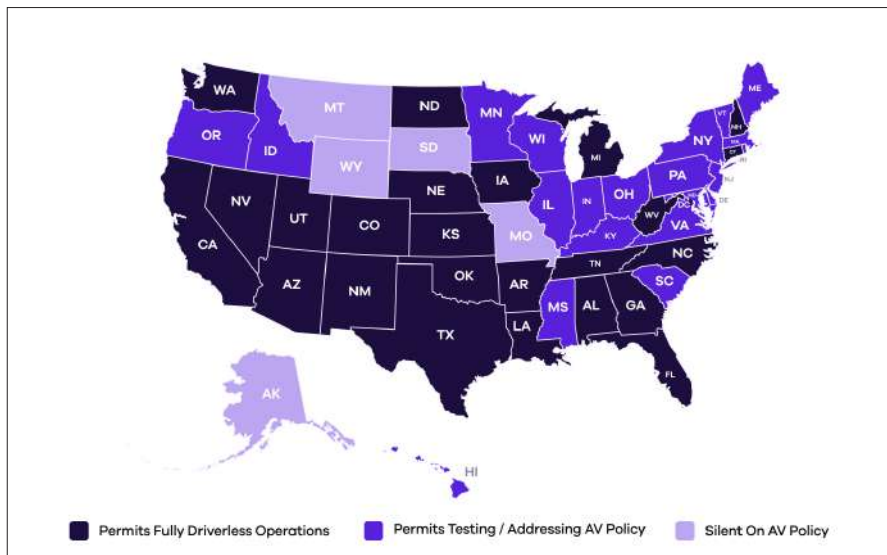 WA
MT
ND
MN
OR
ID
WY
SD
WI
MI
NY
VT
NH
ME
MA
CT
RI
NV
UT
CO
NE
IA
IL
IN
OH
PA
NJ
DE
DC
CA
KS
MO
KY
WV
VA
AZ
NM
OK
AR
TN
NC
SC
TX
LA
MS
AL
GA
FL
AK
HI
Permits Fully Driverless Operations
Permits Testing / Addressing AV Policy
Silent On AV Policy